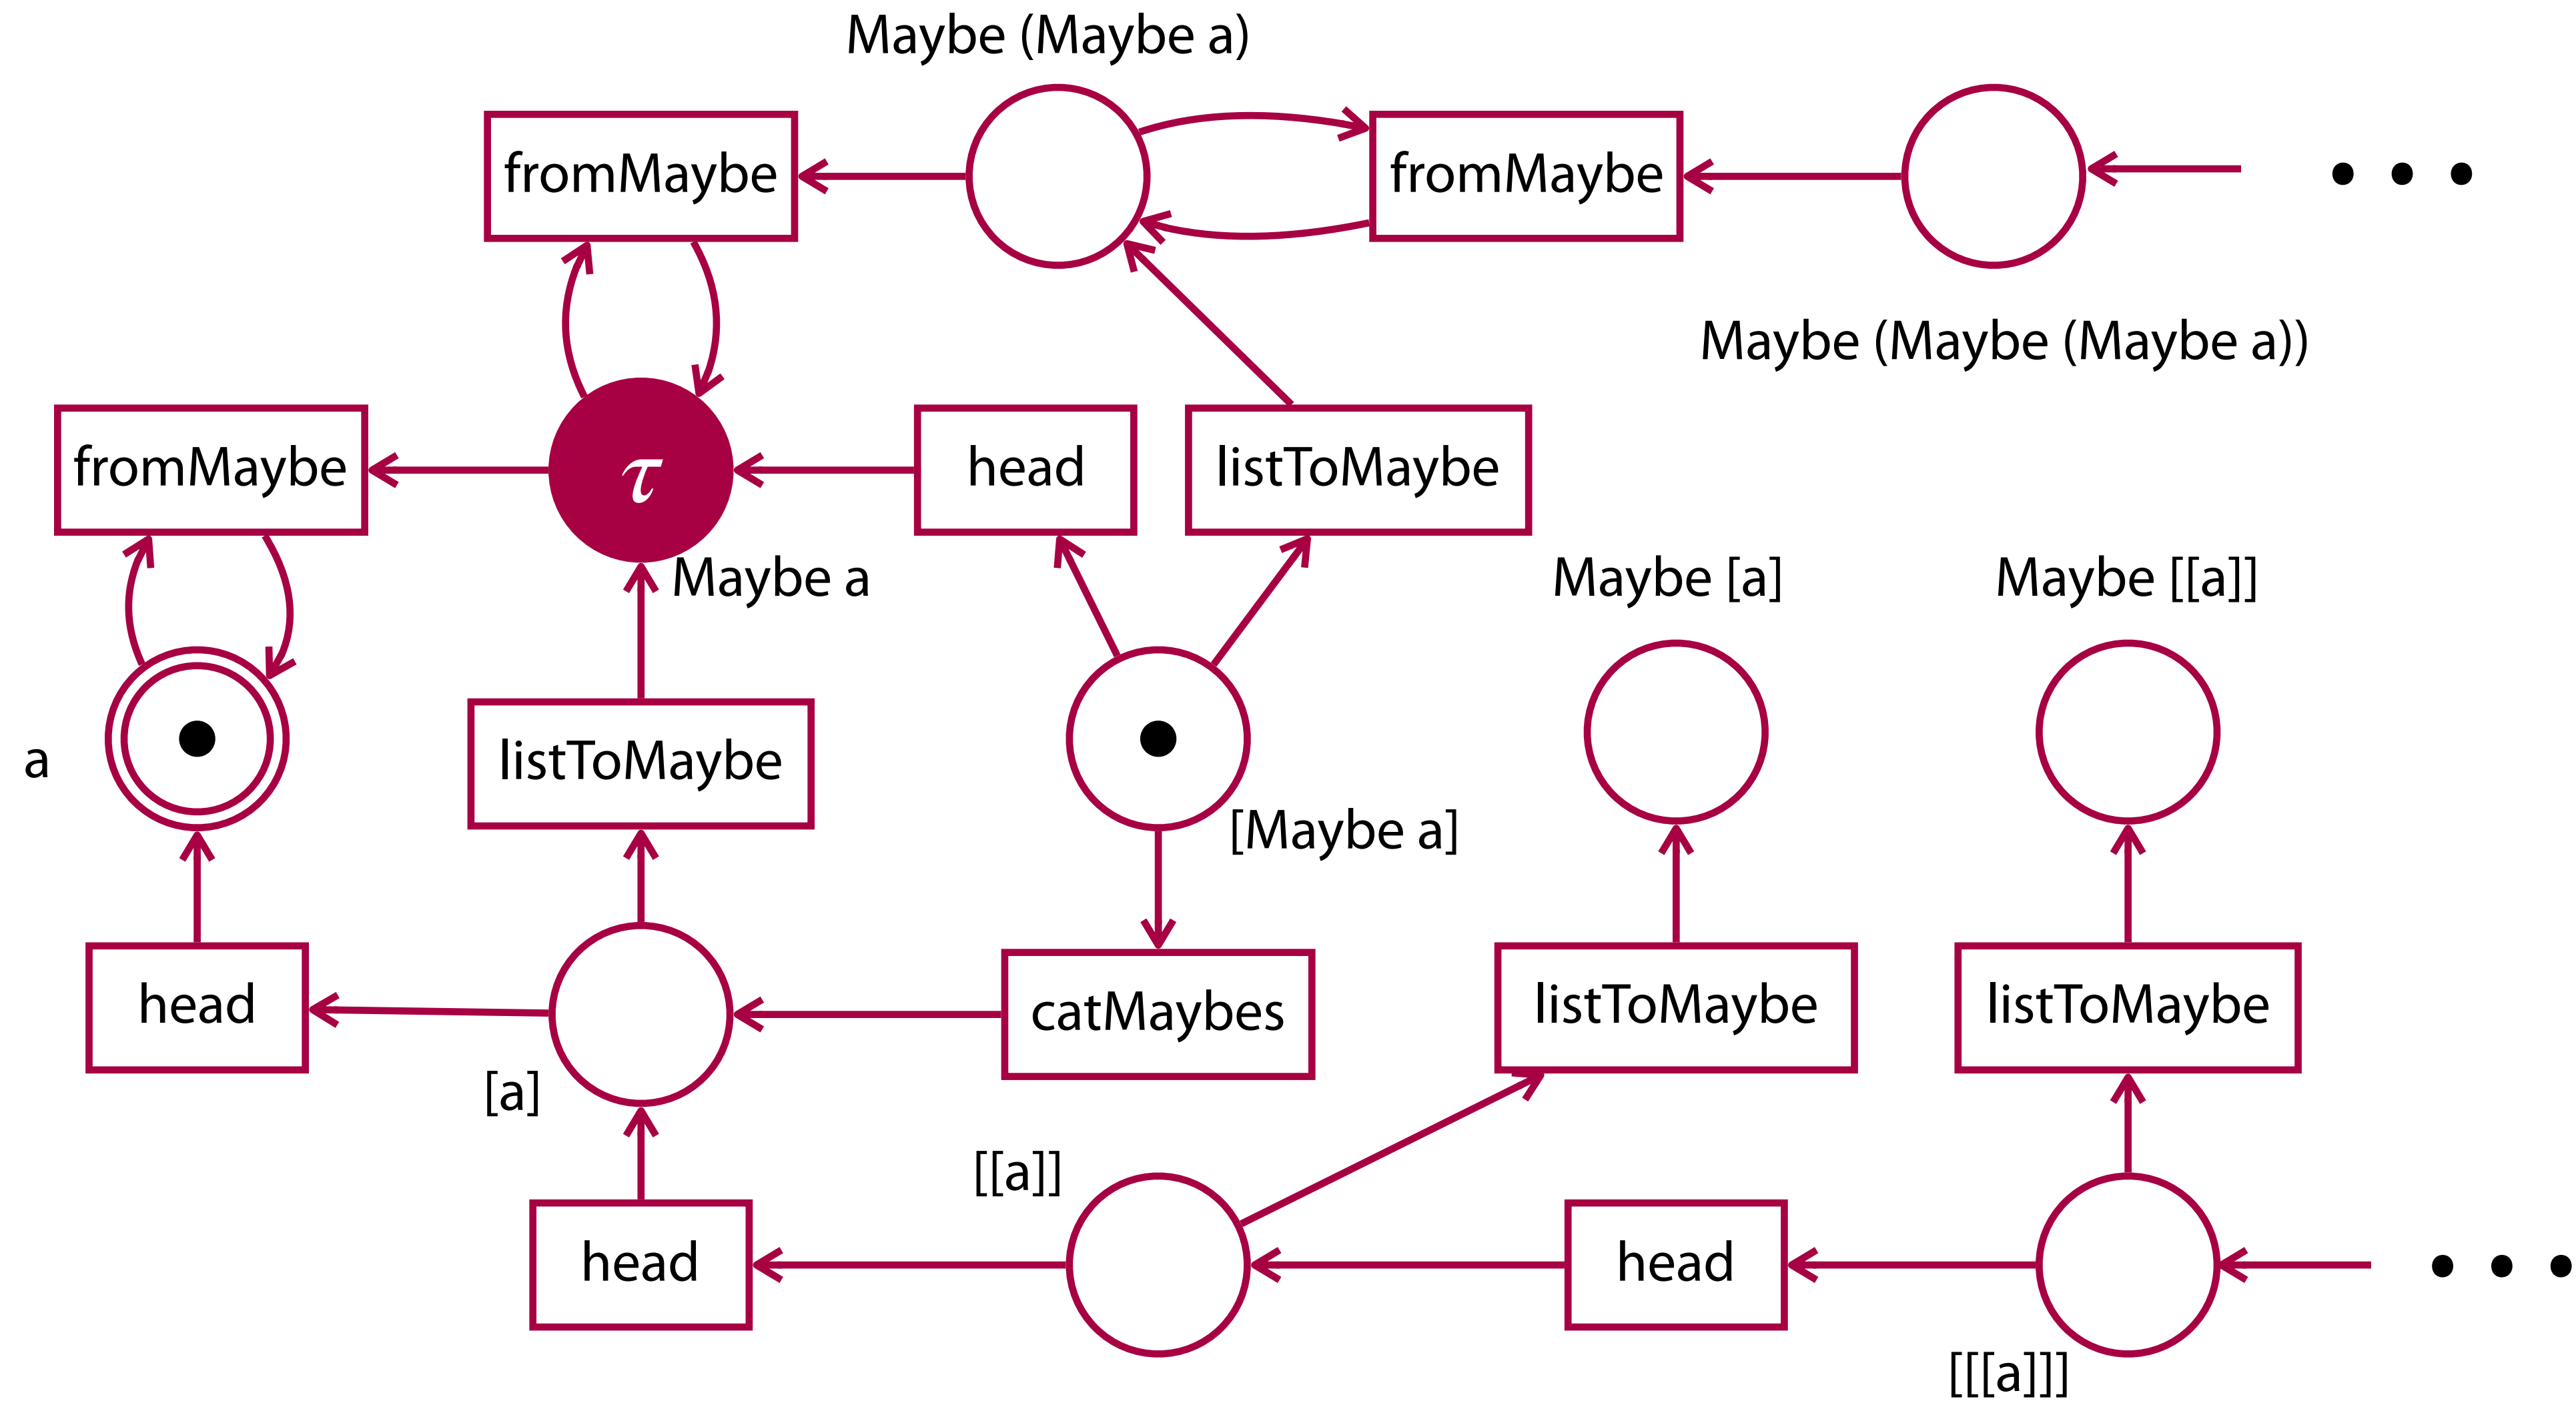 Maybe (Maybe a)
fromMaybe
fromMaybe
Maybe (Maybe (Maybe a))
fromMaybe
τ
head
listToMaybe
Maybe a
Maybe [a]
Maybe [[a]]
a
listToMaybe
[Maybe a]
head
catMaybes
listToMaybe
listToMaybe
[a]
[[a]]
head
head
[[[a]]]